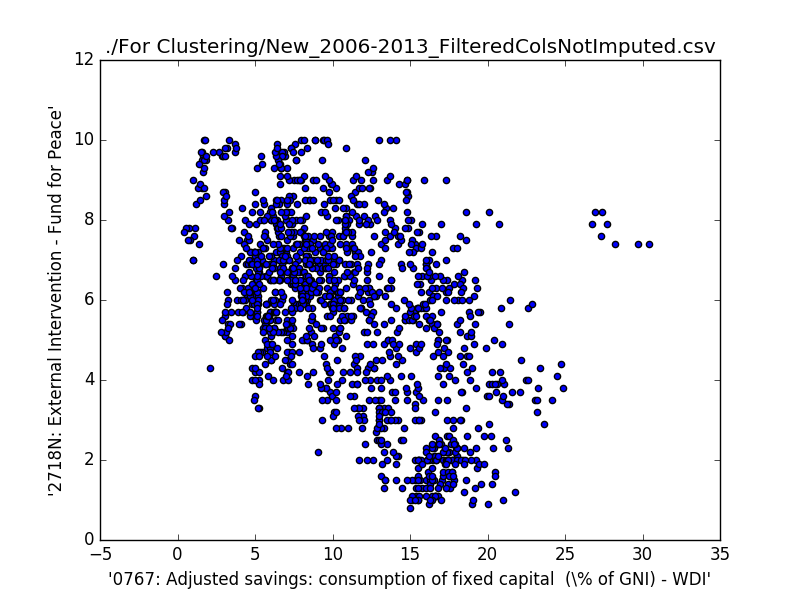 ./For Clustering/New_2006-2013_FilteredColsNotImputed.csv
12
10
8
6
4
2
0
'2718N: External Intervention - Fund for Peace'
−5 0 5 10 15 20 25 30 35
'0767: Adjusted savings: consumption of fixed capital  (\% of GNI) - WDI'